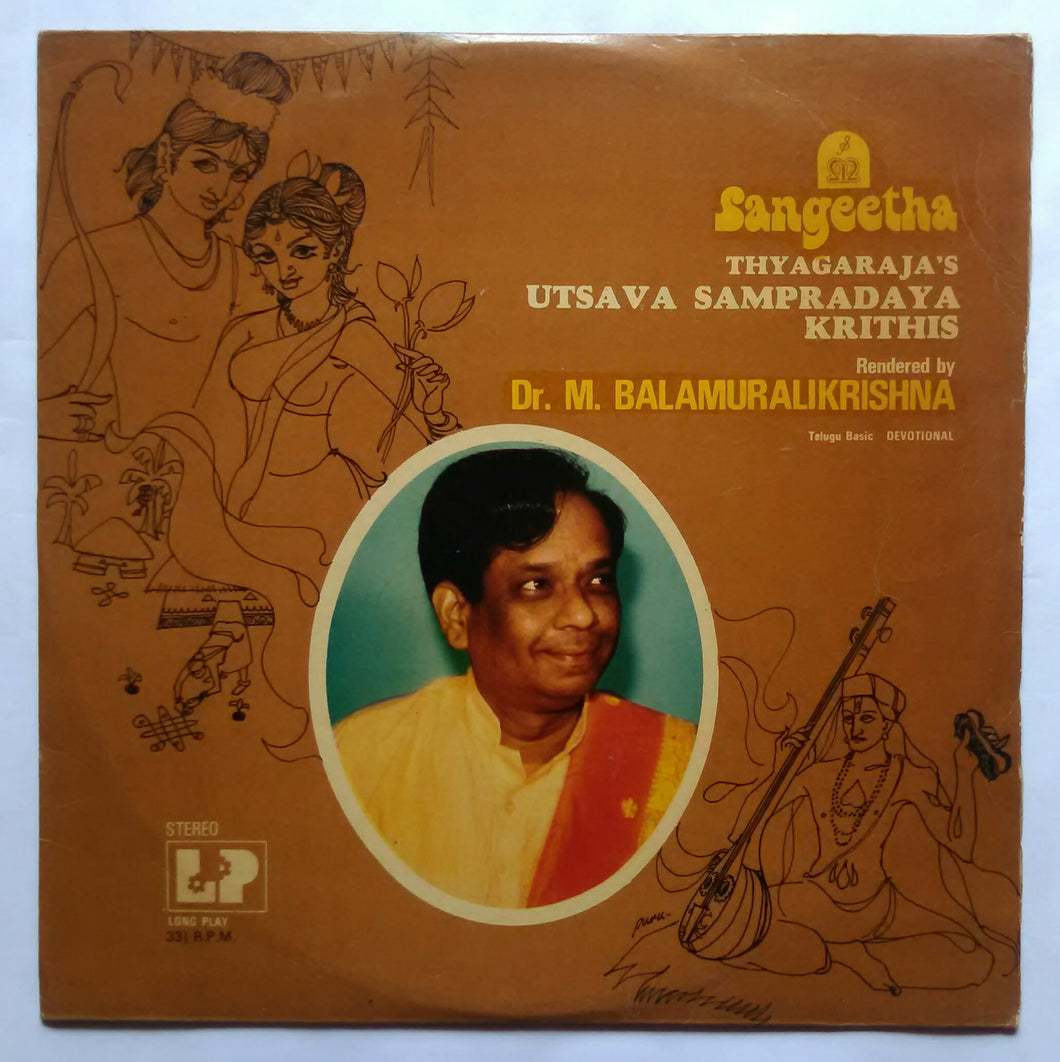 Sangeetha
THYAGARAJA'S
UTSAVA SAMPRADAYA
KRITHIS
Rendered by
Dr. M. BALAMURALIKRISHNA
Telugu Basic DEVOTIONAL
STEREO
LP
LONG PLAY
33⅓ R.P.M.